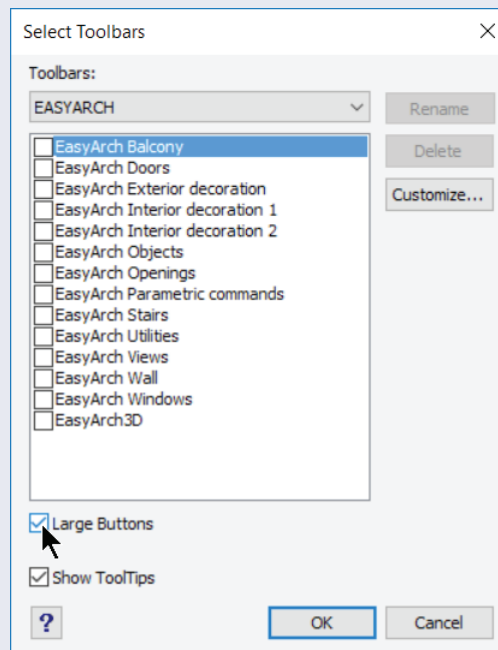 Select Toolbars
Toolbars:
EASYARCH
Rename
EasyArch Balcony
EasyArch Doors
EasyArch Exterior decoration
EasyArch Interior decoration 1
EasyArch Interior decoration 2
EasyArch Objects
EasyArch Openings
EasyArch Parametric commands
EasyArch Stairs
EasyArch Utilities
EasyArch Views
EasyArch Wall
EasyArch Windows
EasyArch3D
Delete
Customize...
Large Buttons
Show ToolTips
?
OK
Cancel